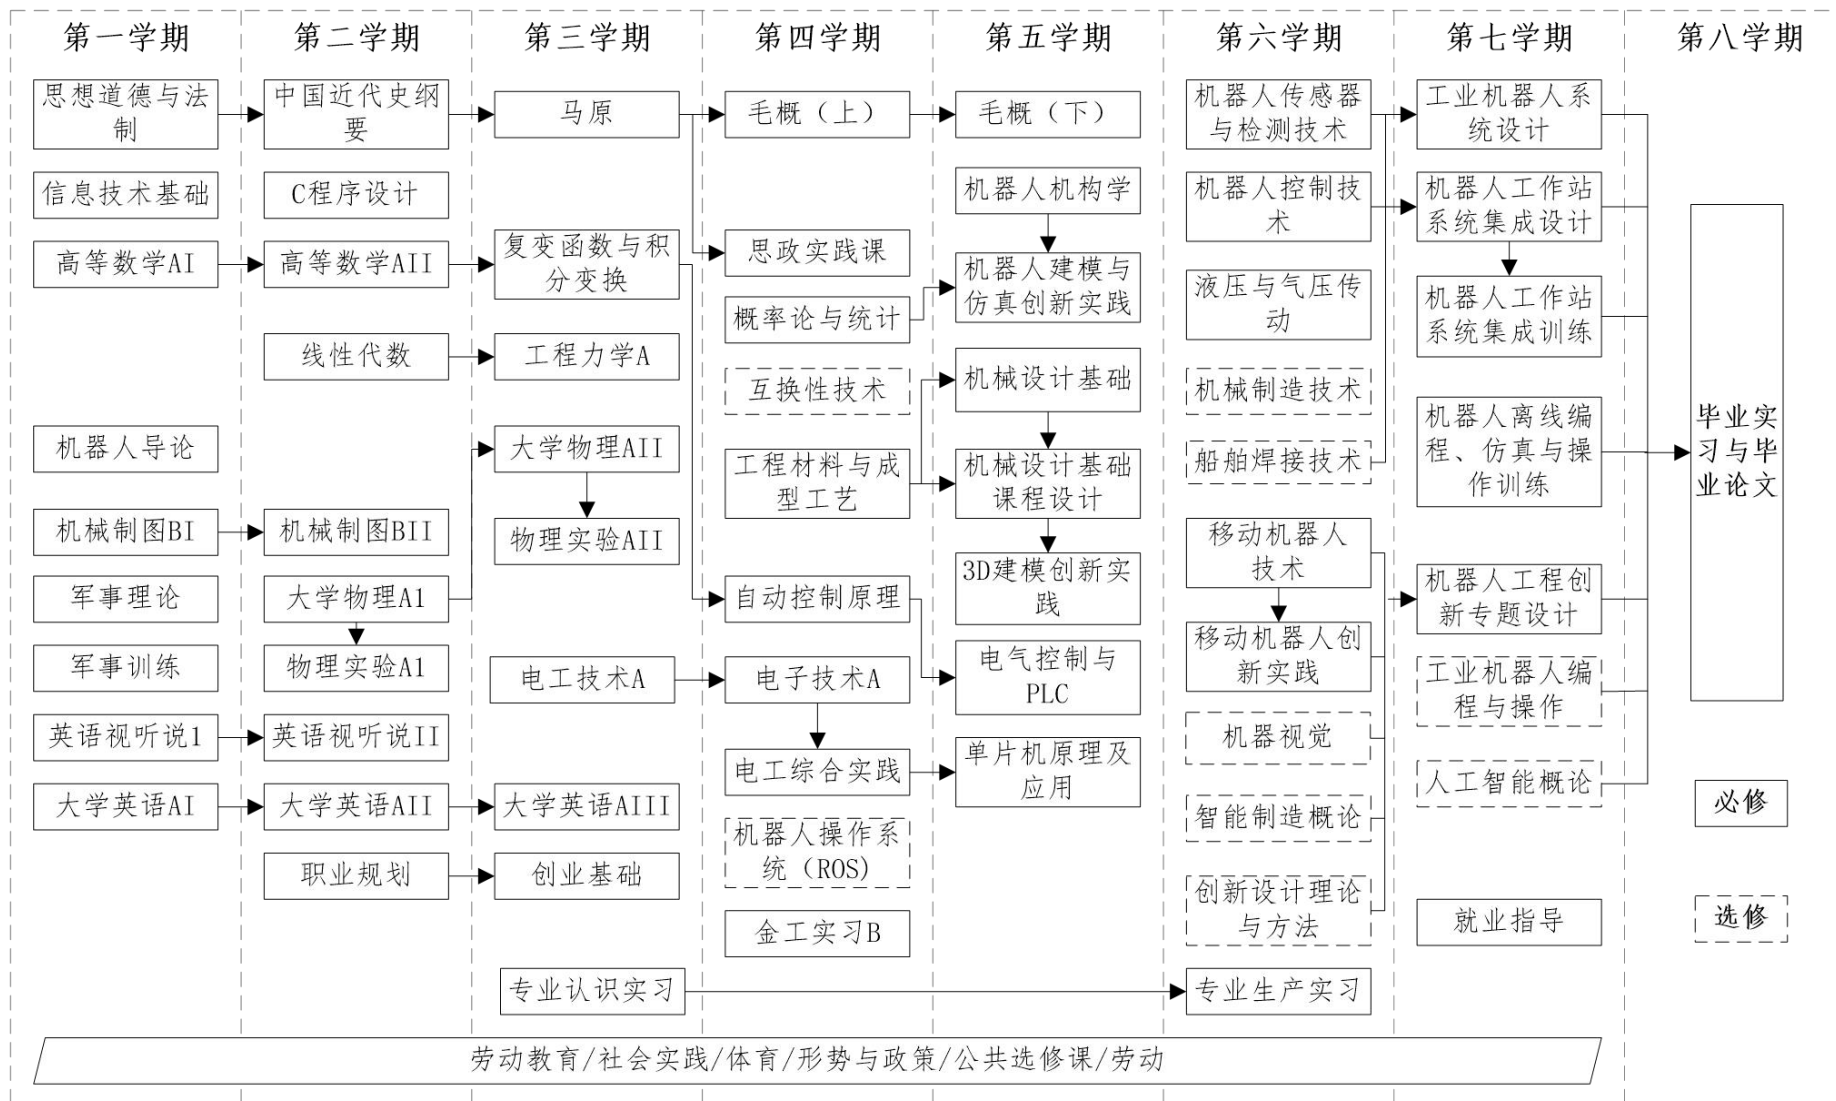 第一学期
第二学期
第三学期
第四学期
第五学期
第六学期
第七学期
第八学期
思想道德与法
制
信息技术基础
高等数学AI
机器人导论
机械制图BI
军事理论
军事训练
英语视听说1
大学英语AI
中国近代史纲
要
C程序设计
高等数学AII
线性代数
机械制图BII
大学物理A1
物理实验A1
英语视听说II
大学英语AII
职业规划
马原
复变函数与积
分变换
工程力学A
大学物理AII
物理实验AII
电工技术A
大学英语AIII
创业基础
专业认识实习
毛概（上）
思政实践课
概率论与统计
互换性技术
工程材料与成
型工艺
自动控制原理
电子技术A
电工综合实践
机器人操作系
统（ROS)
金工实习B
毛概（下）
机器人机构学
机器人建模与
仿真创新实践
机械设计基础
机械设计基础
课程设计
3D建模创新实
践
电气控制与
PLC
单片机原理及
应用
机器人传感器
与检测技术
机器人控制技
术
液压与气压传
动
机械制造技术
船舶焊接技术
移动机器人
技术
移动机器人创
新实践
机器视觉
智能制造概论
创新设计理论
与方法
专业生产实习
工业机器人系
统设计
机器人工作站
系统集成设计
机器人工作站
系统集成训练
机器人离线编
程、仿真与操
作训练
机器人工程创
新专题设计
工业机器人编
程与操作
人工智能概论
就业指导
毕业实
习与毕
业论文
必修
选修
劳动教育/社会实践/体育/形势与政策/公共选修课/劳动